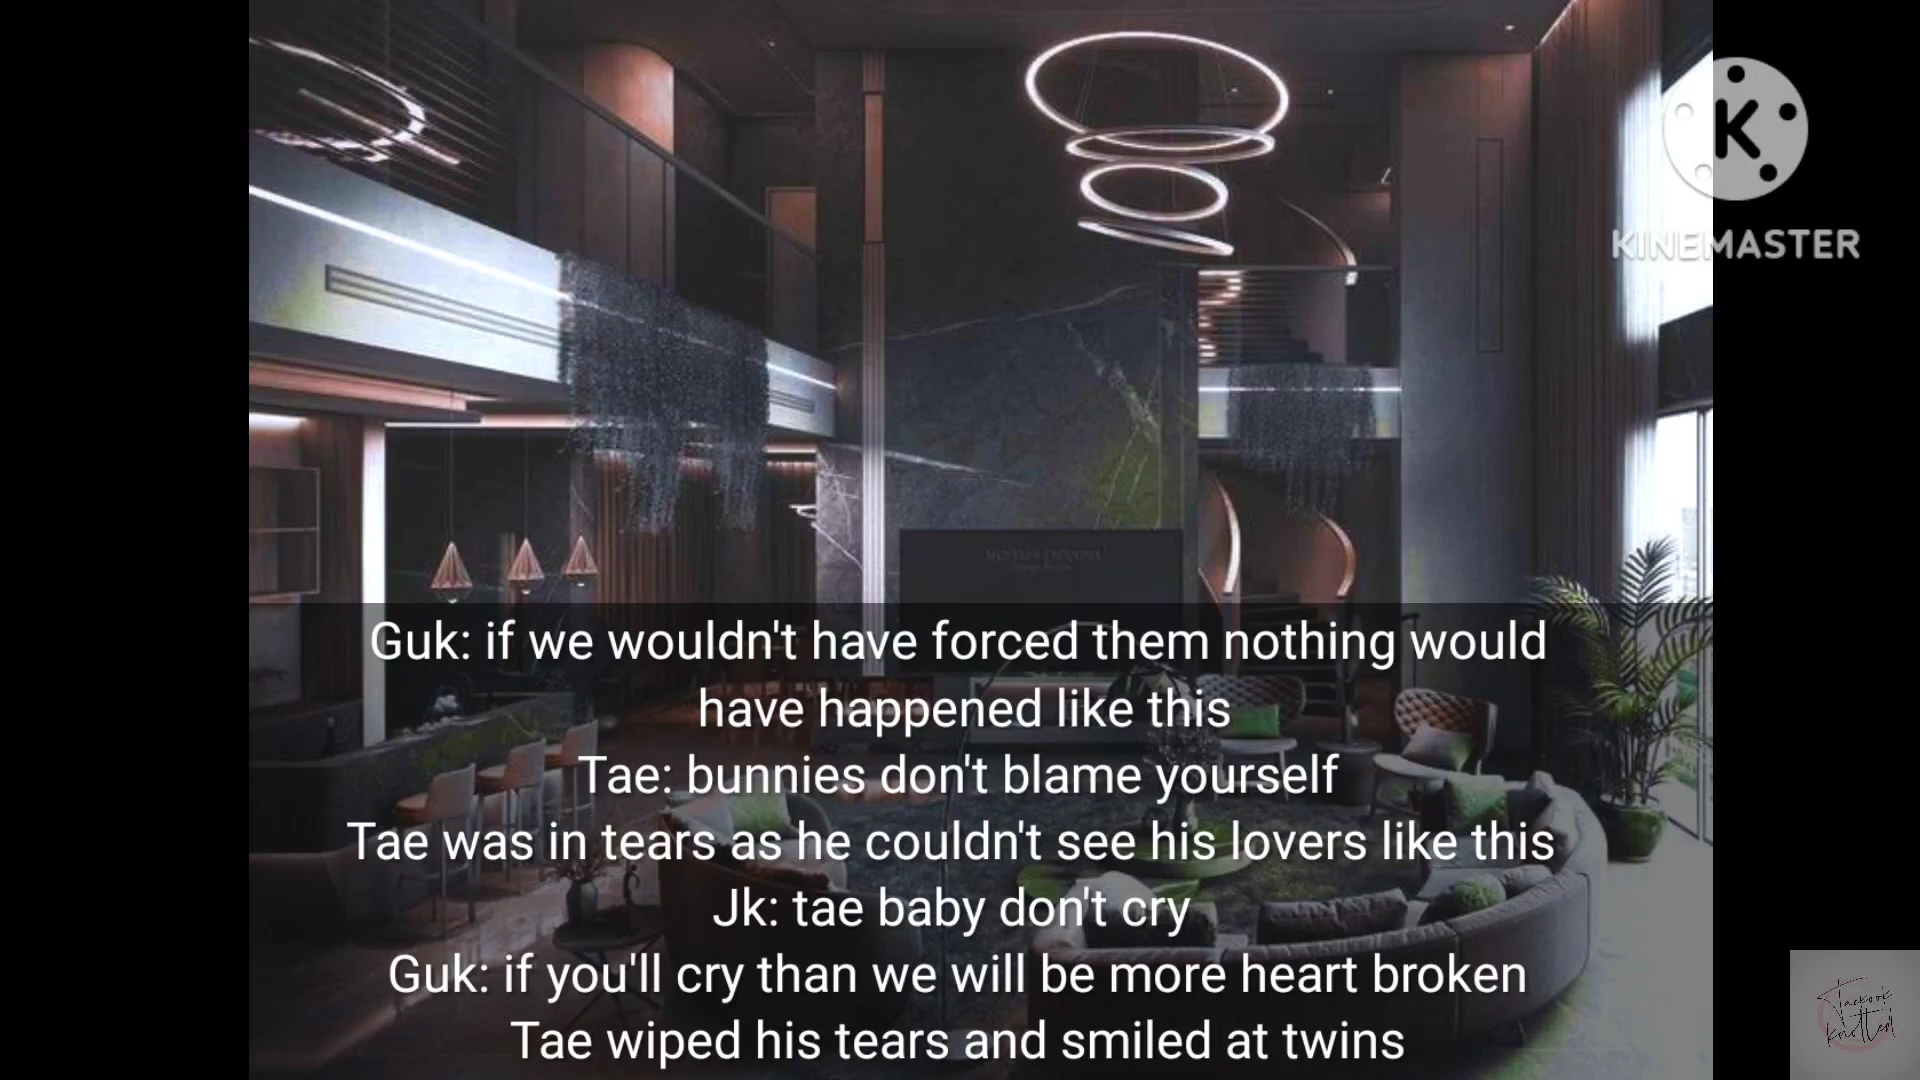 K
KINEMASTER
Guk: if we wouldn't have forced them nothing would
have happened like this
Tae: bunnies don't blame yourself
Tae was in tears as he couldn't see his lovers like this
Jk: tae baby don't cry
Guk: if you'll cry than we will be more heart broken
Tae wiped his tears and smiled at twins
Taekook